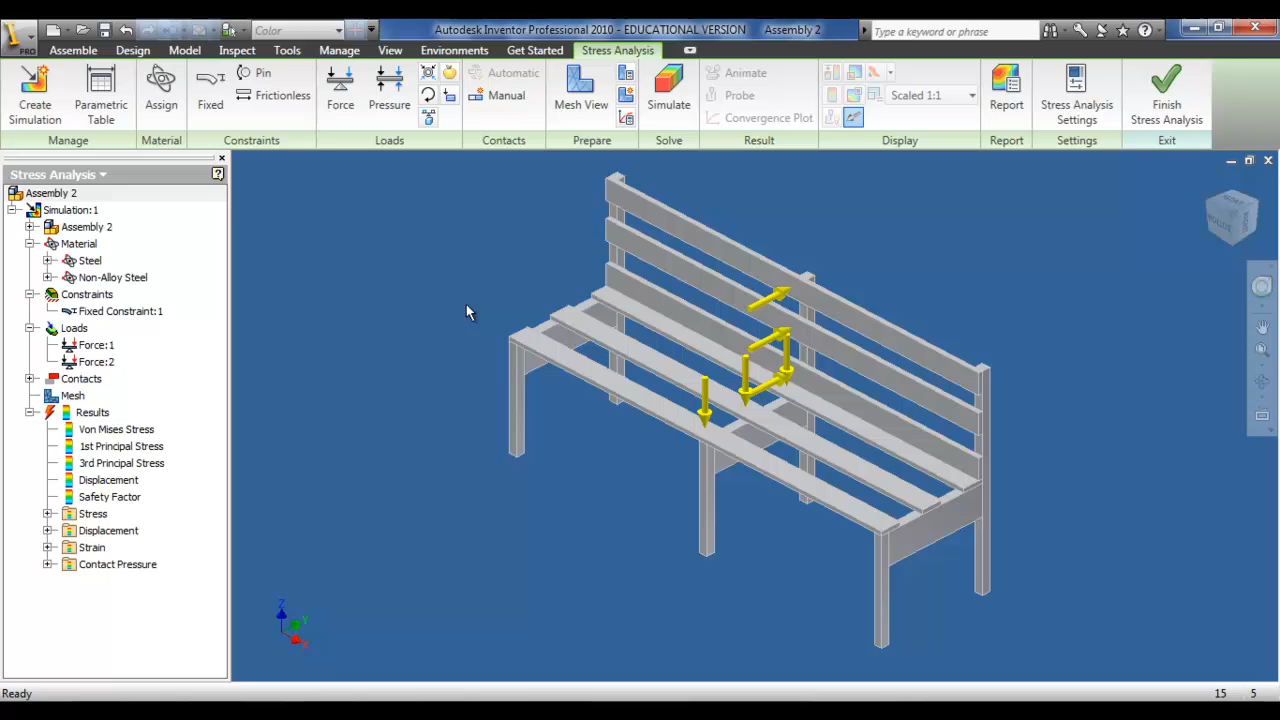 Color
Autodesk Inventor Professional 2010 - EDUCATIONAL VERSION Assembly 2
Type a keyword or phrase
PRO
Assemble Design Model Inspect Tools Manage View Environments Get Started Stress Analysis
Create Simulation
Parametric Table
Assign
Fixed
Pin
Frictionless
Force
Pressure
Automatic
Manual
Mesh View
Simulate
Animate
Probe
Convergence Plot
Scaled 1:1
Report
Stress Analysis Settings
Finish Stress Analysis
Manage Material Constraints Loads Contacts Prepare Solve Result Display Report Settings Exit
Stress Analysis
Assembly 2
Simulation:1
Assembly 2
Material
Steel
Non-Alloy Steel
Constraints
Fixed Constraint:1
Loads
Force:1
Force:2
Contacts
Mesh
Results
Von Mises Stress
1st Principal Stress
3rd Principal Stress
Displacement
Safety Factor
Stress
Displacement
Strain
Contact Pressure
Z
Y
X
Ready
15 5